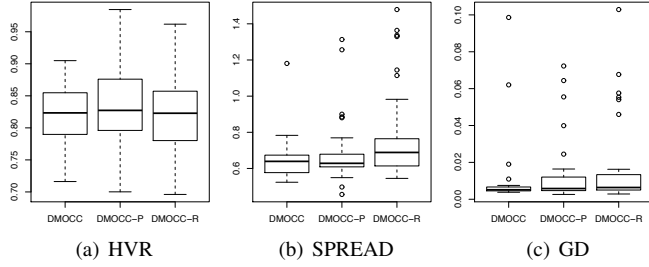 0.70 0.75 0.80 0.85 0.90 0.95
DMOCC DMOCC-P DMOCC-R
(a) HVR
0.6 0.8 1.0 1.2 1.4
DMOCC DMOCC-P DMOCC-R
(b) SPREAD
0.00 0.02 0.04 0.06 0.08 0.10
DMOCC DMOCC-P DMOCC-R
(c) GD